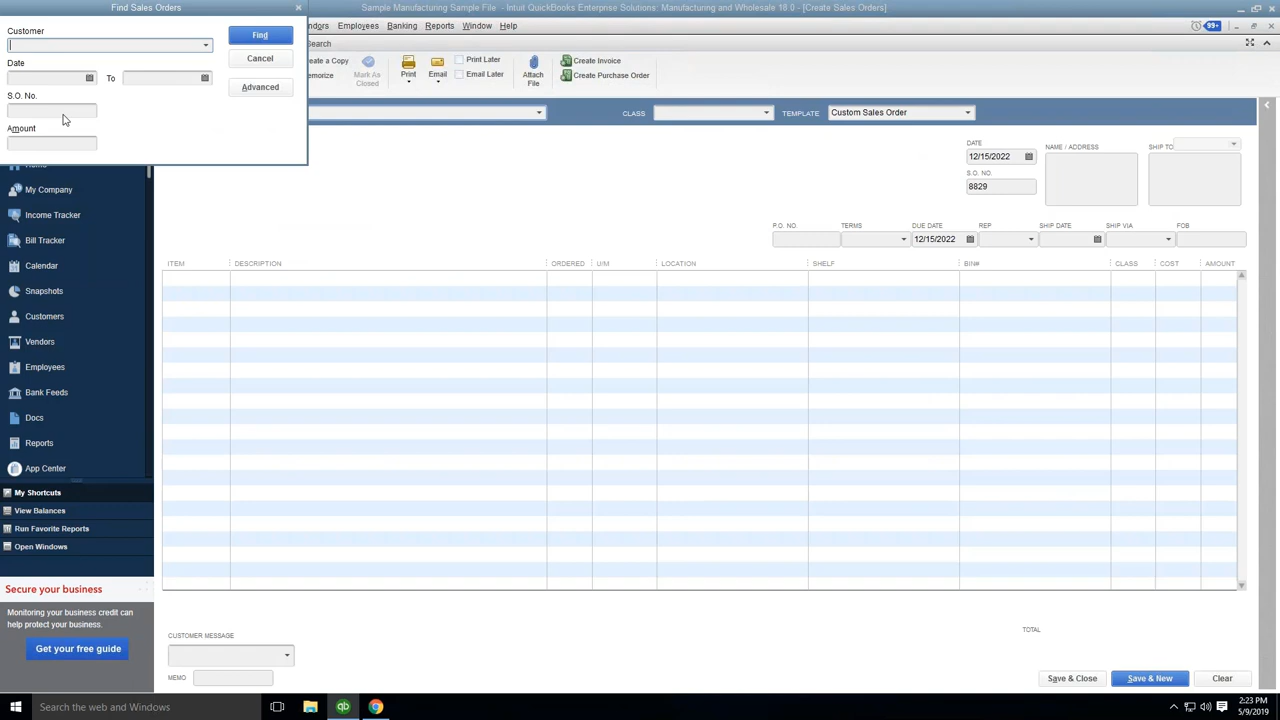 Find Sales Orders
Sample Manufacturing Sample File - Intuit QuickBooks Enterprise Solutions: Manufacturing and Wholesale 18.0 - [Create Sales Orders]
ndors Employees Banking Reports Window Help
99+
Search
Customer
Find
Cancel
Date
To
Advanced
S.O. No.
Amount
e a Copy
emorize
Mark As
Closed
Print
Email
Print Later
Email Later
Attach
File
Create Invoice
Create Purchase Order
CLASS
TEMPLATE
Custom Sales Order
DATE
12/15/2022
S.O. NO.
8829
NAME / ADDRESS
SHIP TO
P.O. NO.
TERMS
DUE DATE
12/15/2022
REP
SHIP DATE
SHIP VIA
FOB
ITEM
DESCRIPTION
ORDERED
U/M
LOCATION
SHELF
BIN#
CLASS
COST
AMOUNT
Home
My Company
Income Tracker
Bill Tracker
Calendar
Snapshots
Customers
Vendors
Employees
Bank Feeds
Docs
Reports
App Center
My Shortcuts
View Balances
Run Favorite Reports
Open Windows
Secure your business
Monitoring your business credit can
help protect your business.
Get your free guide
CUSTOMER MESSAGE
MEMO
TOTAL
Save & Close
Save & New
Clear
Search the web and Windows
2:23 PM
5/9/2019